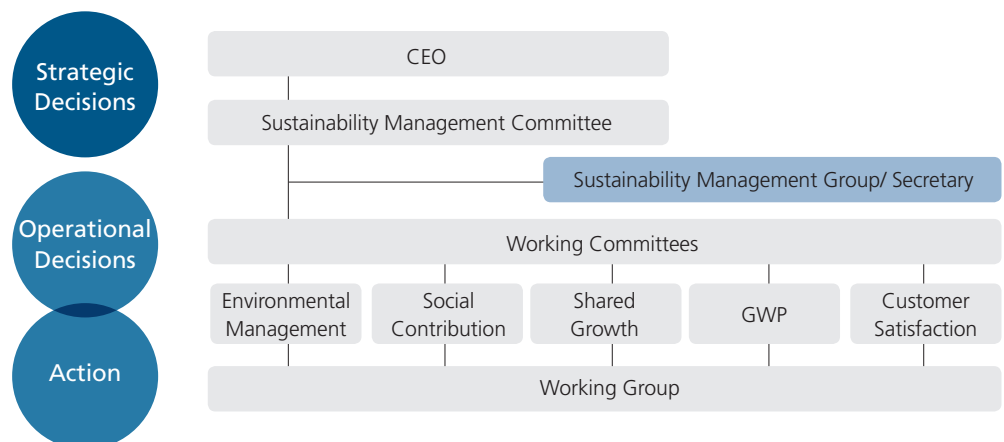 Strategic
Decisions
CEO
Sustainability Management Committee
Sustainability Management Group/ Secretary
Operational
Decisions
Working Committees
Environmental
Management
Social
Contribution
Shared
Growth
GWP
Customer
Satisfaction
Action
Working Group